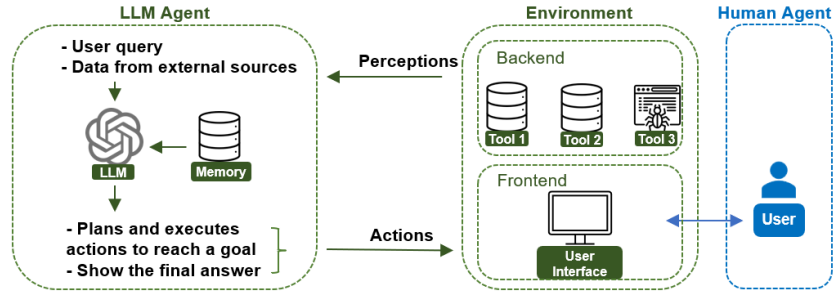 LLM Agent
- User query
- Data from external sources
LLM
Memory
- Plans and executes
actions to reach a goal
- Show the final answer
Perceptions
Actions
Environment
Backend
Tool 1
Tool 2
Tool 3
Frontend
User
Interface
Human Agent
User